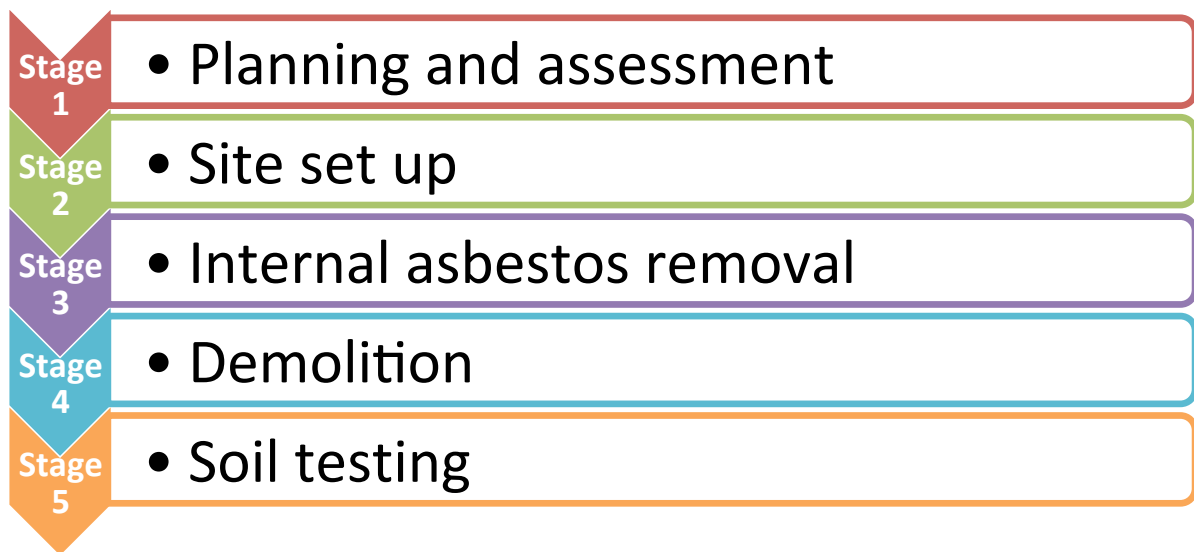 Stage
1
• Planning and assessment
Stage
2
• Site set up
Stage
3
• Internal asbestos removal
Stage
4
• Demolition
Stage
5
• Soil testing